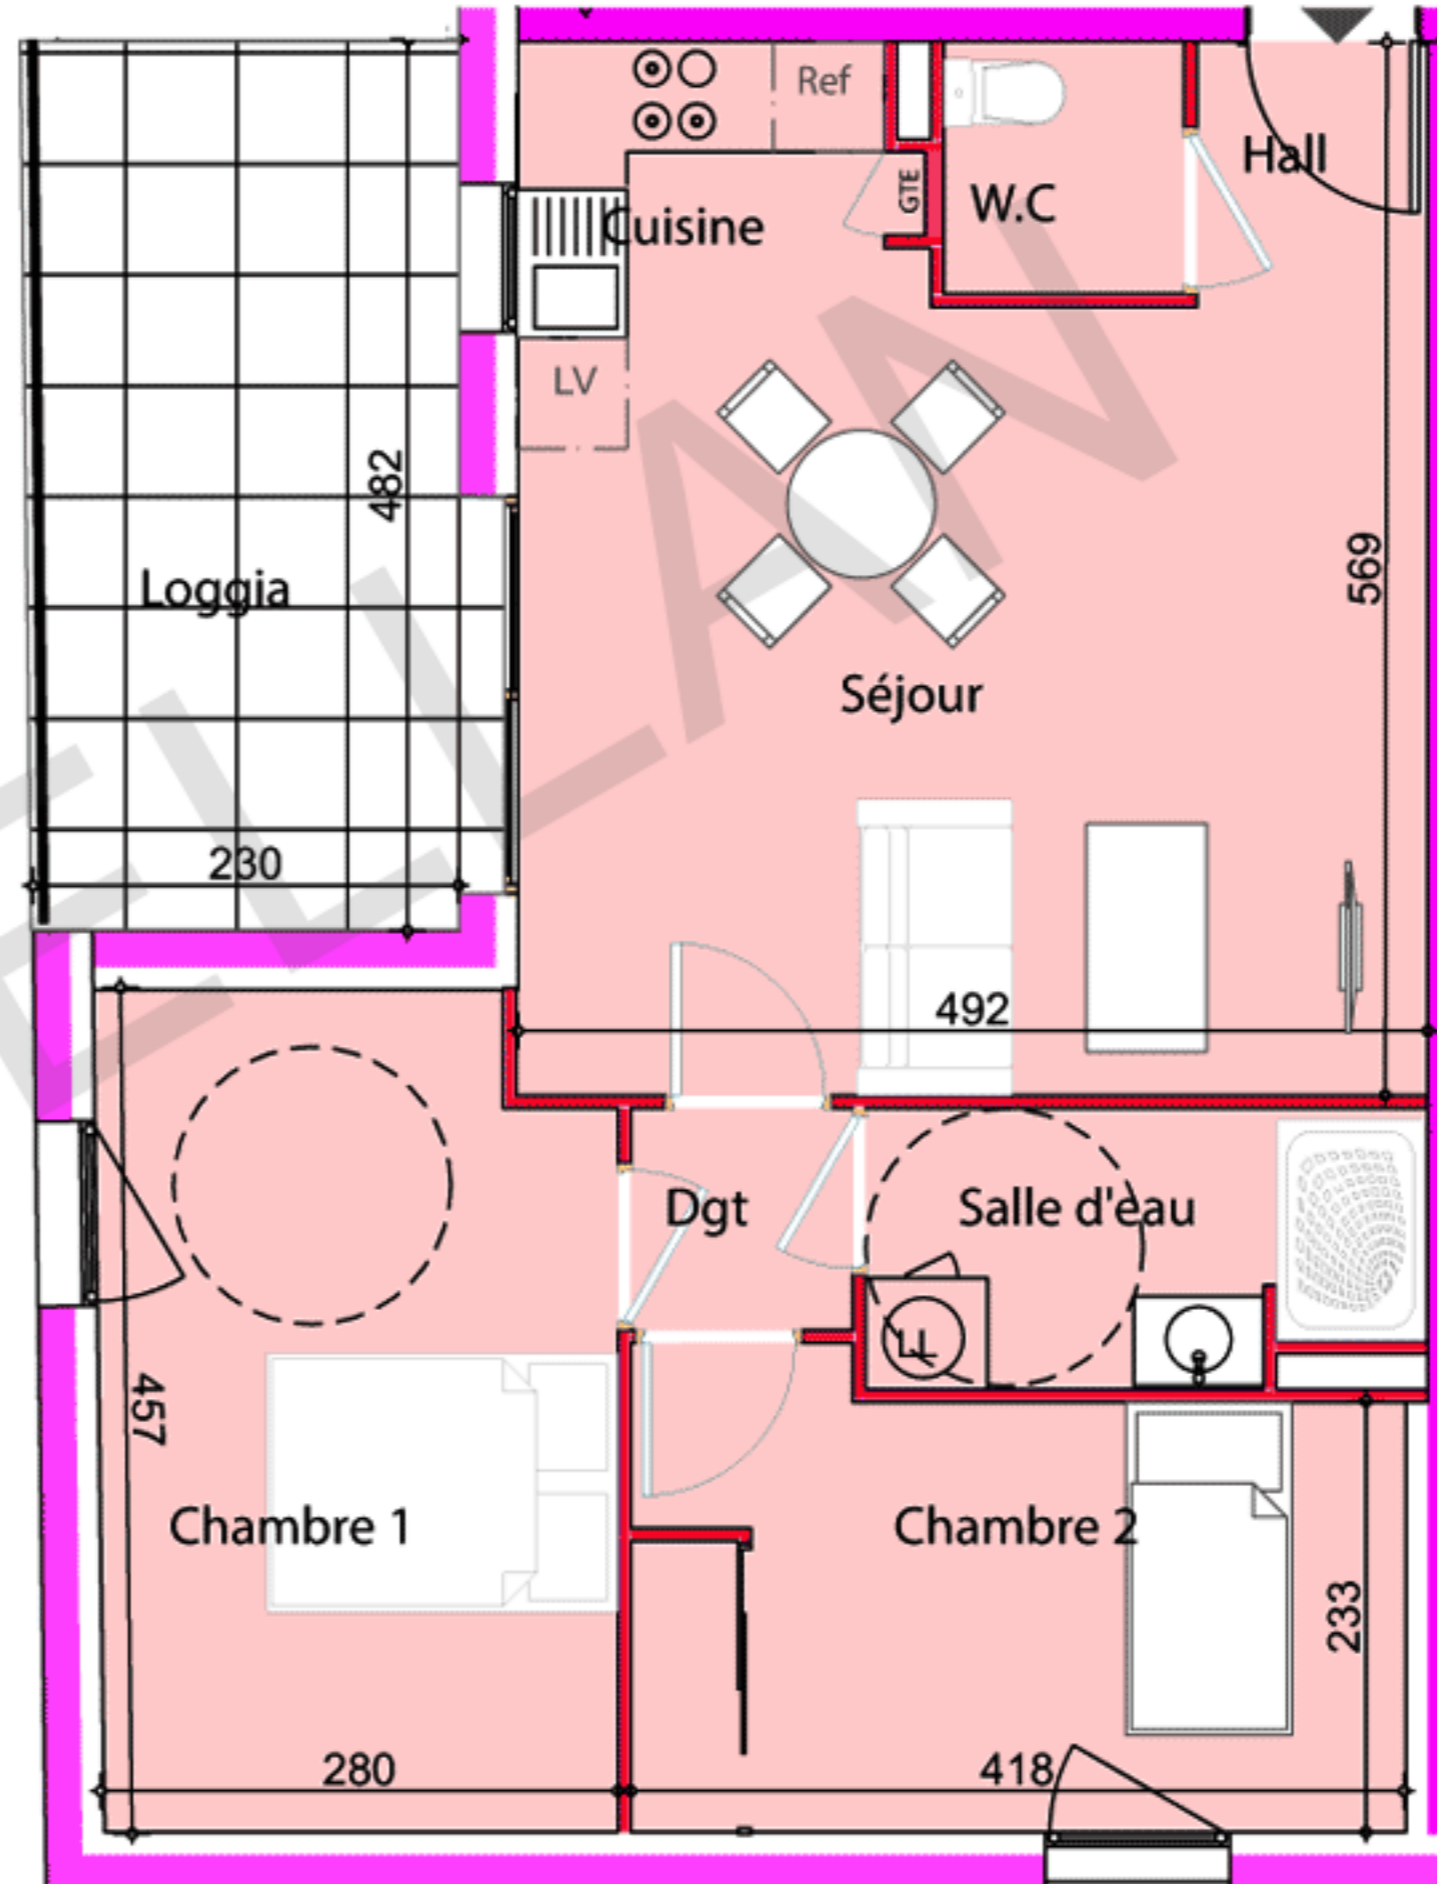 Ref
Hall
GTE
W.C
Cuisine
LV
482
569
Loggia
Séjour
230
492
ELLAN
Dgt
Salle d'eau
LL
457
Chambre 1
Chambre 2
233
280
418